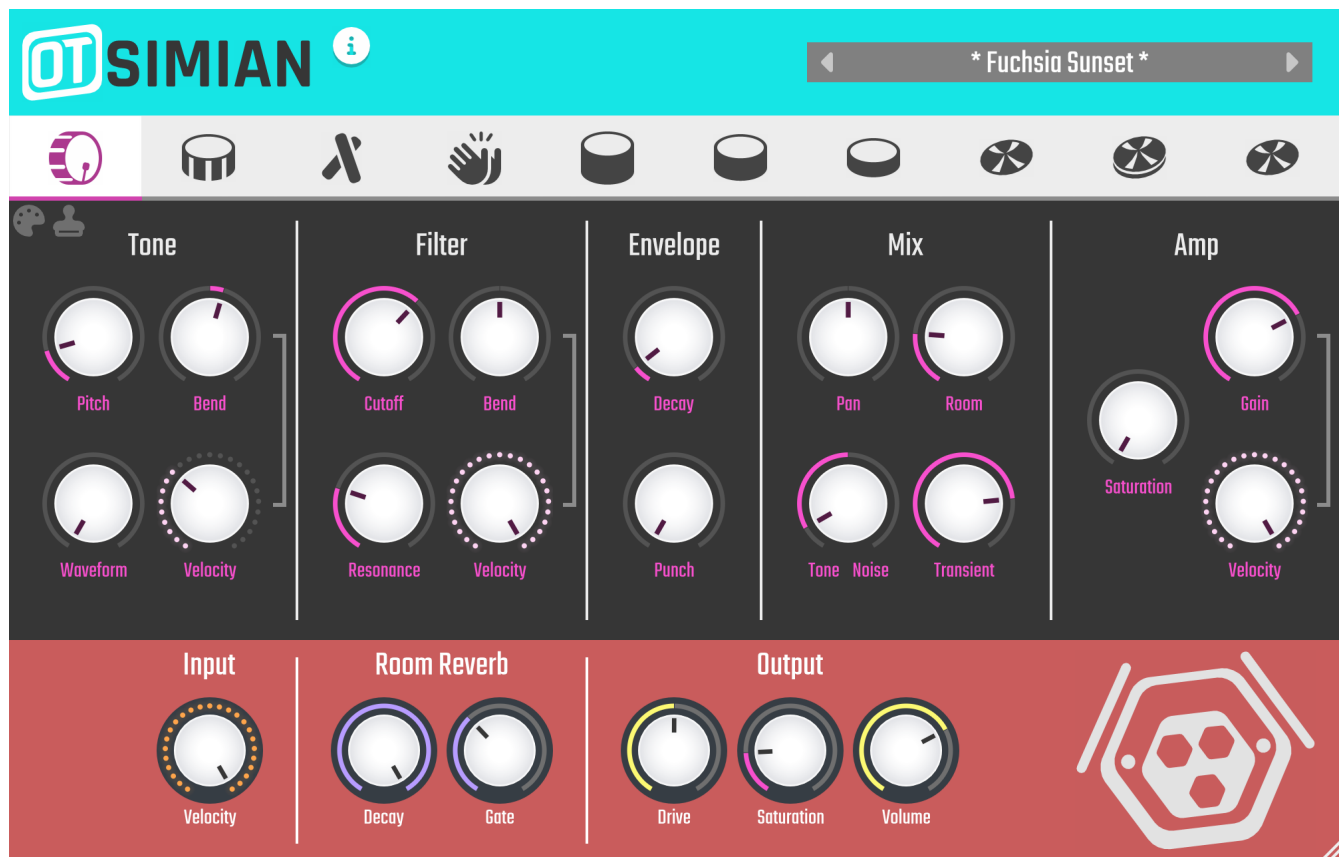 OT SIMIAN i
* Fuchsia Sunset *
Tone Filter Envelope Mix Amp
Pitch Bend Cutoff Bend Decay Pan Room Gain
Saturation
Waveform Velocity Resonance Velocity Punch Tone Noise Transient Velocity
Input Room Reverb Output
Velocity Decay Gate Drive Saturation Volume